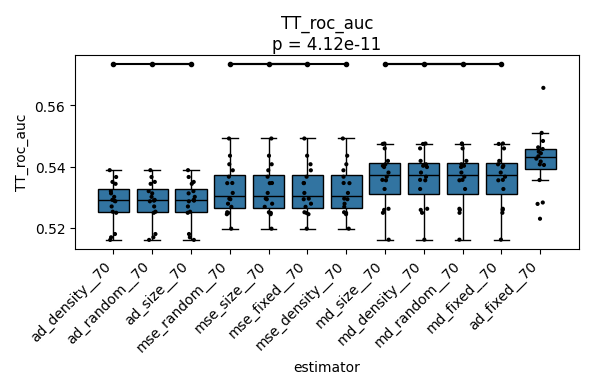 TT_roc_auc
p = 4.12e-11
TT_roc_auc
0.56
0.54
0.52
ad_density__70
ad_random__70
ad_size__70
mse_random__70
mse_size__70
mse_fixed__70
mse_density__70
md_size__70
md_density__70
md_random__70
md_fixed__70
ad_fixed__70
estimator